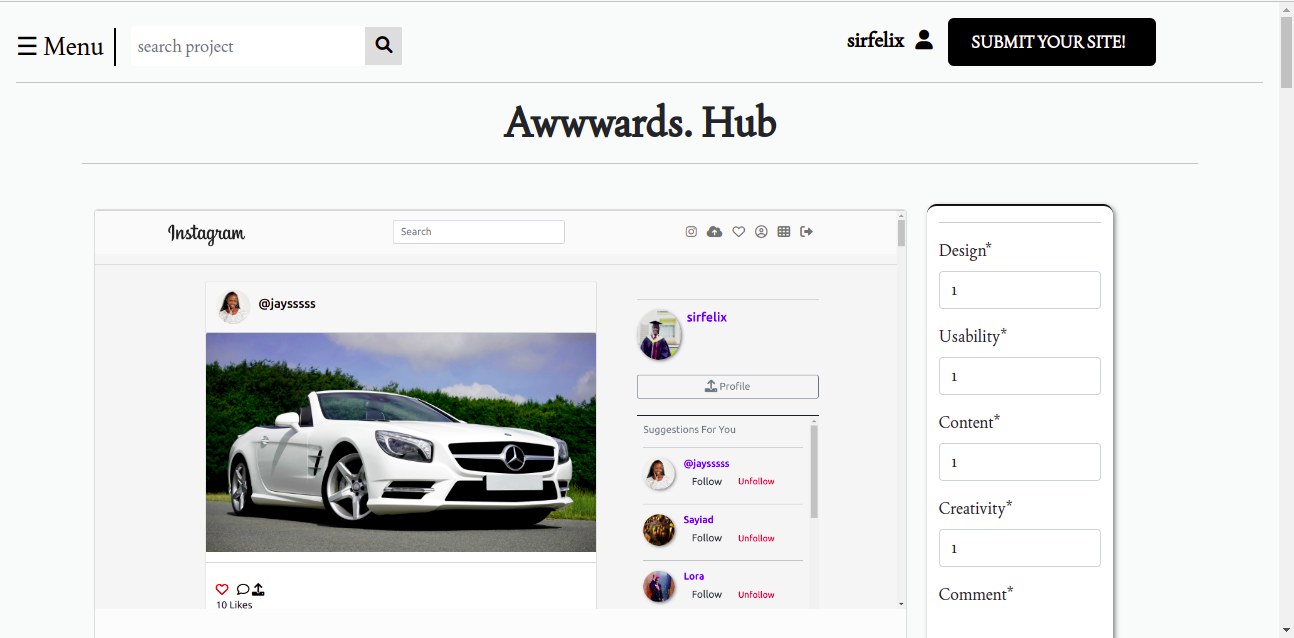 ☰ Menu
search project
sirfelix
SUBMIT YOUR SITE!
Awwwards. Hub
Instagram
Search
@jaysssss
10 Likes
sirfelix
Profile
Suggestions For You
@jaysssss
Follow Unfollow
Sayiad
Follow Unfollow
Lora
Follow Unfollow
Design*
1
Usability*
1
Content*
1
Creativity*
1
Comment*